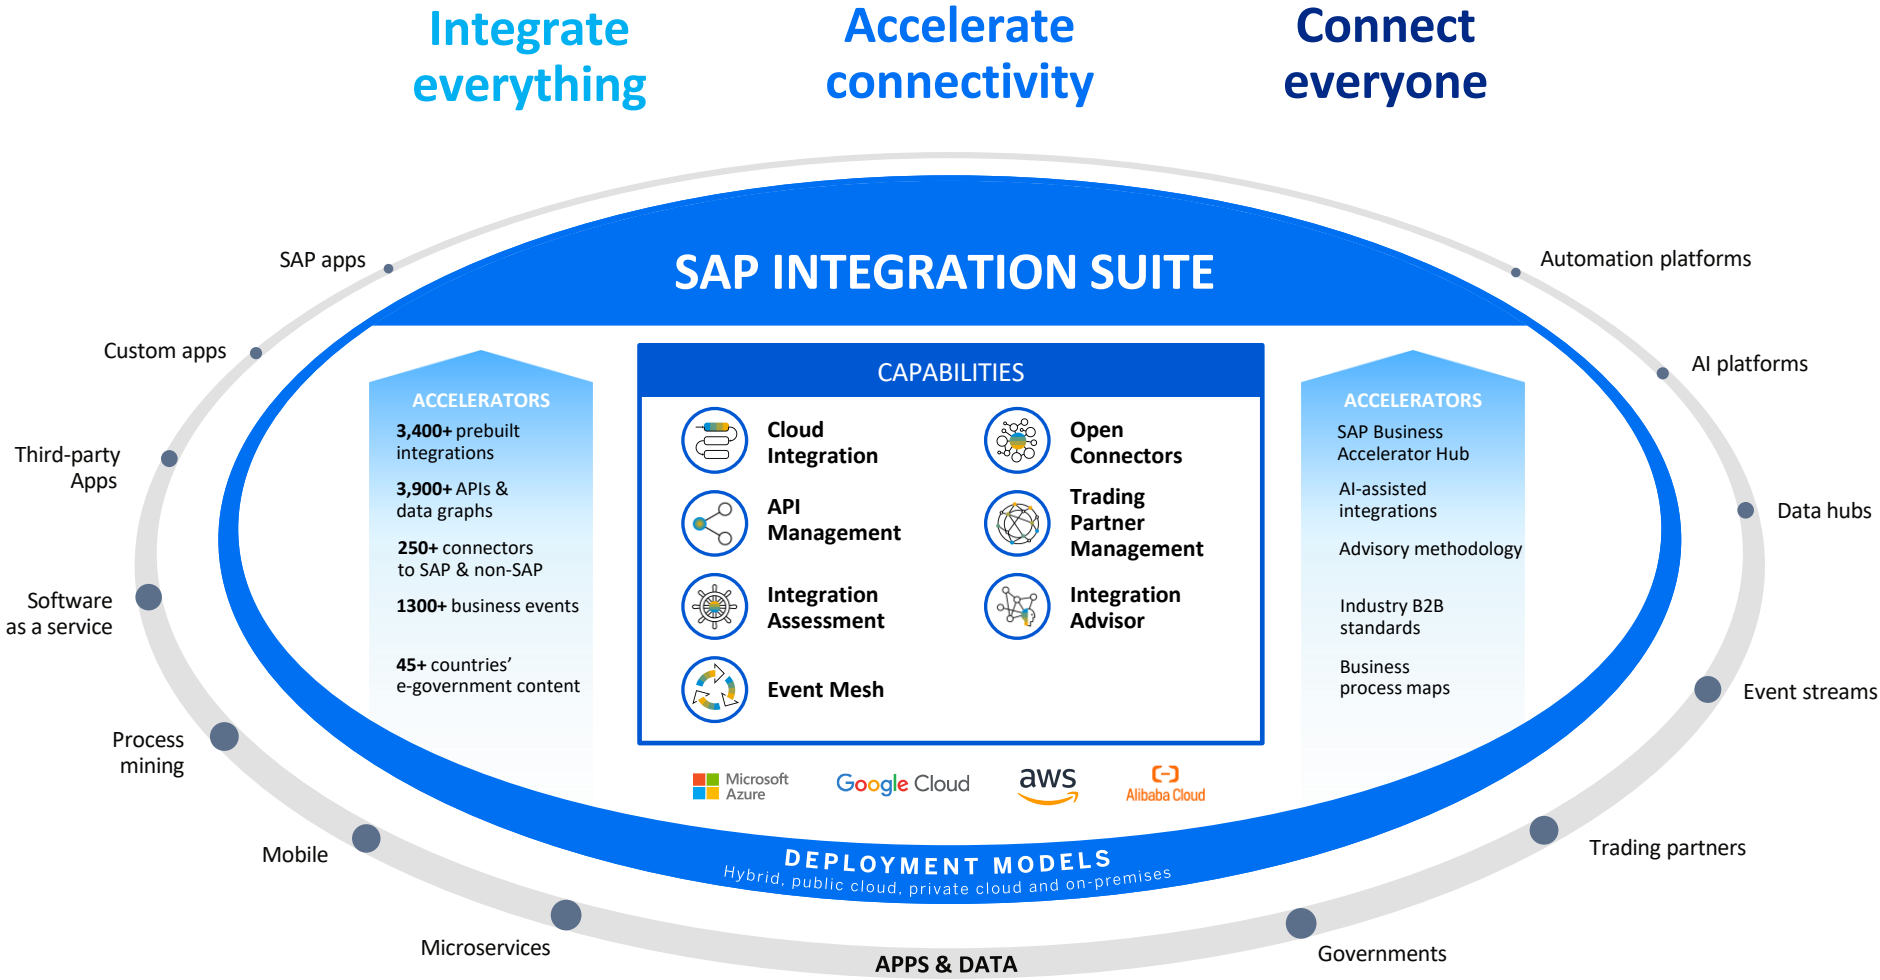 Integrate
everything
Accelerate
connectivity
Connect
everyone
SAP INTEGRATION SUITE
SAP apps
Custom apps
Third-party
Apps
Software
as a service
Process
mining
Mobile
Microservices
ACCELERATORS
3,400+ prebuilt
integrations
3,900+ APIs &
data graphs
250+ connectors
to SAP & non-SAP
1300+ business events
45+ countries’
e-government content
CAPABILITIES
Cloud
Integration
Open
Connectors
API
Management
Trading
Partner
Management
Integration
Assessment
Integration
Advisor
Event Mesh
Microsoft
Azure
Google Cloud
aws
Alibaba Cloud
ACCELERATORS
SAP Business
Accelerator Hub
AI-assisted
integrations
Advisory methodology
Industry B2B
standards
Business
process maps
Automation platforms
AI platforms
Data hubs
Event streams
Trading partners
Governments
DEPLOYMENT MODELS
Hybrid, public cloud, private cloud and on-premises
APPS & DATA